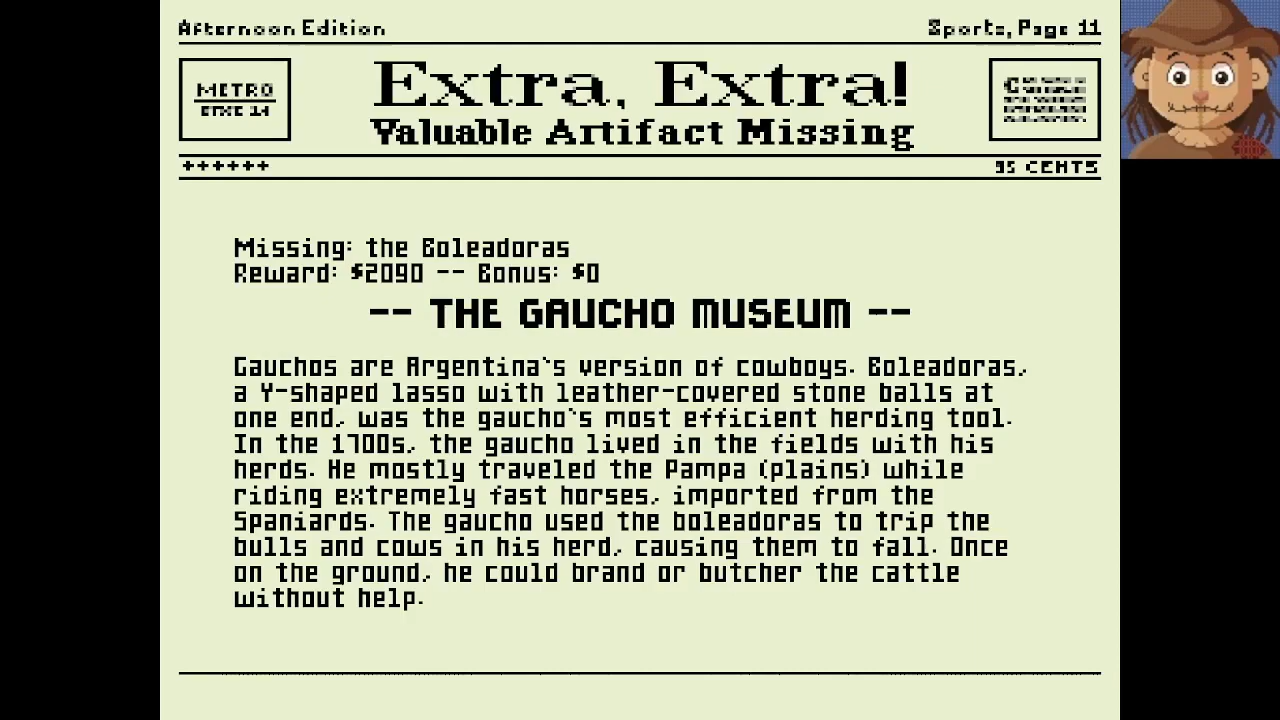 Afternoon Edition
Sports, Page 11
METRO
Extra, Extra!
Valuable Artifact Missing
++++++
95 CENTS
Missing: the Boleadoras
Reward: $2090 -- Bonus: $0
-- THE GAUCHO MUSEUM --
Gauchos are Argentina's version of cowboys. Boleadoras,
a Y-shaped lasso with leather-covered stone balls at
one end, was the gaucho's most efficient herding tool.
In the 1700s, the gaucho lived in the fields with his
herds. He mostly traveled the Pampa (plains) while
riding extremely fast horses, imported from the
Spaniards. The gaucho used the boleadoras to trip the
bulls and cows in his herd, causing them to fall. Once
on the ground, he could brand or butcher the cattle
without help.